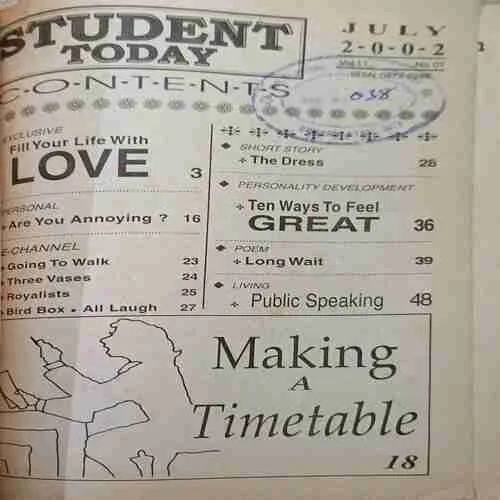 STUDENT
TODAY
JULY
2-0-0-2
C-O-N-T-E-N-T-S
038
EXCLUSIVE
Fill Your Life With
LOVE 3
PERSONAL
Are You Annoying ? 16
E-CHANNEL
Going To Walk 23
Three Vases 24
Royalists 25
Bird Box • All Laugh 27
SHORT STORY
The Dress 28
PERSONALITY DEVELOPMENT
Ten Ways To Feel
GREAT 36
POEM
Long Wait 39
LIVING
Public Speaking 48
Making
A
Timetable
18